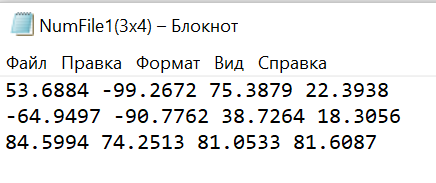 NumFile1(3x4) – Блокнот
Файл Правка Формат Вид Справка
53.6884 -99.2672 75.3879 22.3938
-64.9497 -90.7762 38.7264 18.3056
84.5994 74.2513 81.0533 81.6087